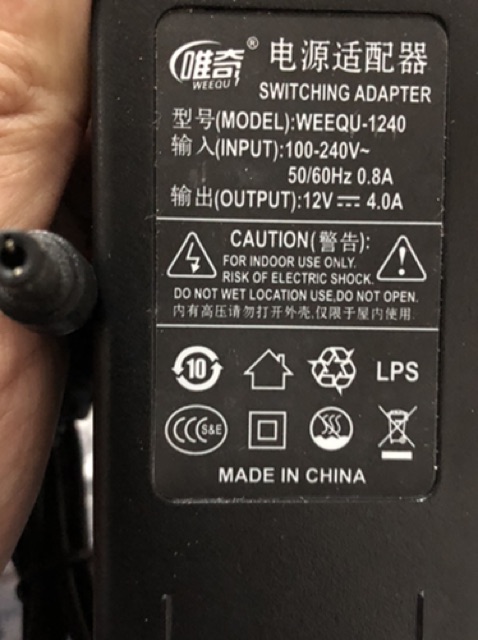 唯奇®
WEEQU
电源适配器
SWITCHING ADAPTER
型号(MODEL):WEEQU-1240
输入(INPUT):100-240V~
50/60Hz 0.8A
输出(OUTPUT):12V⎓4.0A
CAUTION(警告):
FOR INDOOR USE ONLY.
RISK OF ELECTRIC SHOCK.
DO NOT WET LOCATION USE,DO NOT OPEN.
内有高压请勿打开外壳,仅限于屋内使用.
10
LPS
CCC S&E
MADE IN CHINA